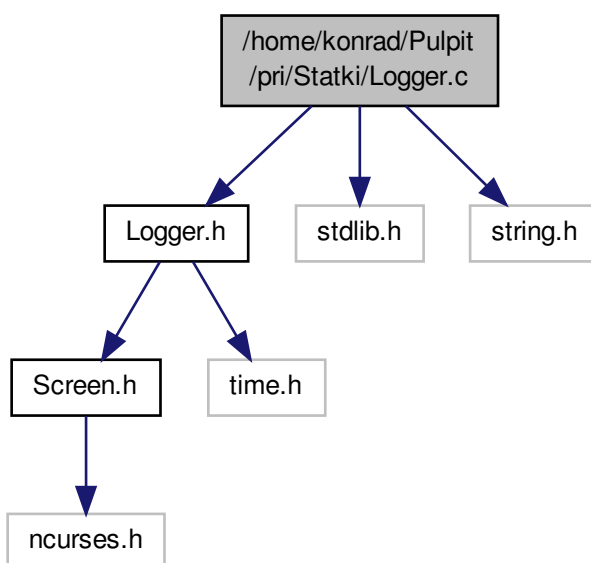 /home/konrad/Pulpit
/pri/Statki/Logger.c
Logger.h
stdlib.h
string.h
Screen.h
time.h
ncurses.h